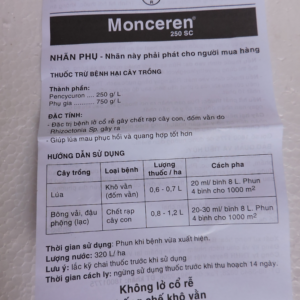 Monceren
250 SC
NHÃN PHỤ - Nhãn này phải phát cho người mua hàng
THUỐC TRỪ BỆNH HẠI CÂY TRỒNG
Thành phần:
Pencycuron .... 250 g/ L
Phụ gia ........... 750 g/ L
ĐẶC TÍNH:
- Đặc trị bệnh lở cổ rễ gây chết rạp cây con, đốm vằn do
Rhizoctonia Sp. gây ra
- Giúp lúa mau phục hồi và quang hợp tốt hơn
HƯỚNG DẪN SỬ DỤNG
Cây trồng Loại bệnh Lượng thuốc / ha Cách pha
Lúa Khô vằn (đốm vằn) 0,6 - 0,7 L 20 ml/ bình 8 L. Phun 4 bình cho 1000 m2
Bông vải, đậu phộng (lạc) Chết rạp cây con 0,8 - 1,2 L 20-30 ml/ bình 8 L. Phun 4 bình cho 1000 m2
Thời gian sử dụng: Phun khi bệnh vừa xuất hiện.
Lượng nước: 320 L/ ha
Lưu ý: lắc kỹ chai thuốc trước khi sử dụng
Thời gian cách ly: ngừng sử dụng thuốc trước thu hoạch 14 ngày.
Không lở cổ rễ
chế khô vằn